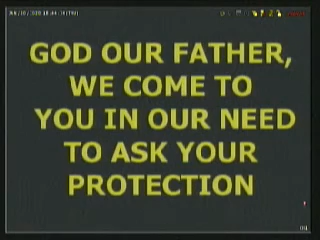 GOD OUR FATHER,
WE COME TO
YOU IN OUR NEED
TO ASK YOUR
PROTECTION